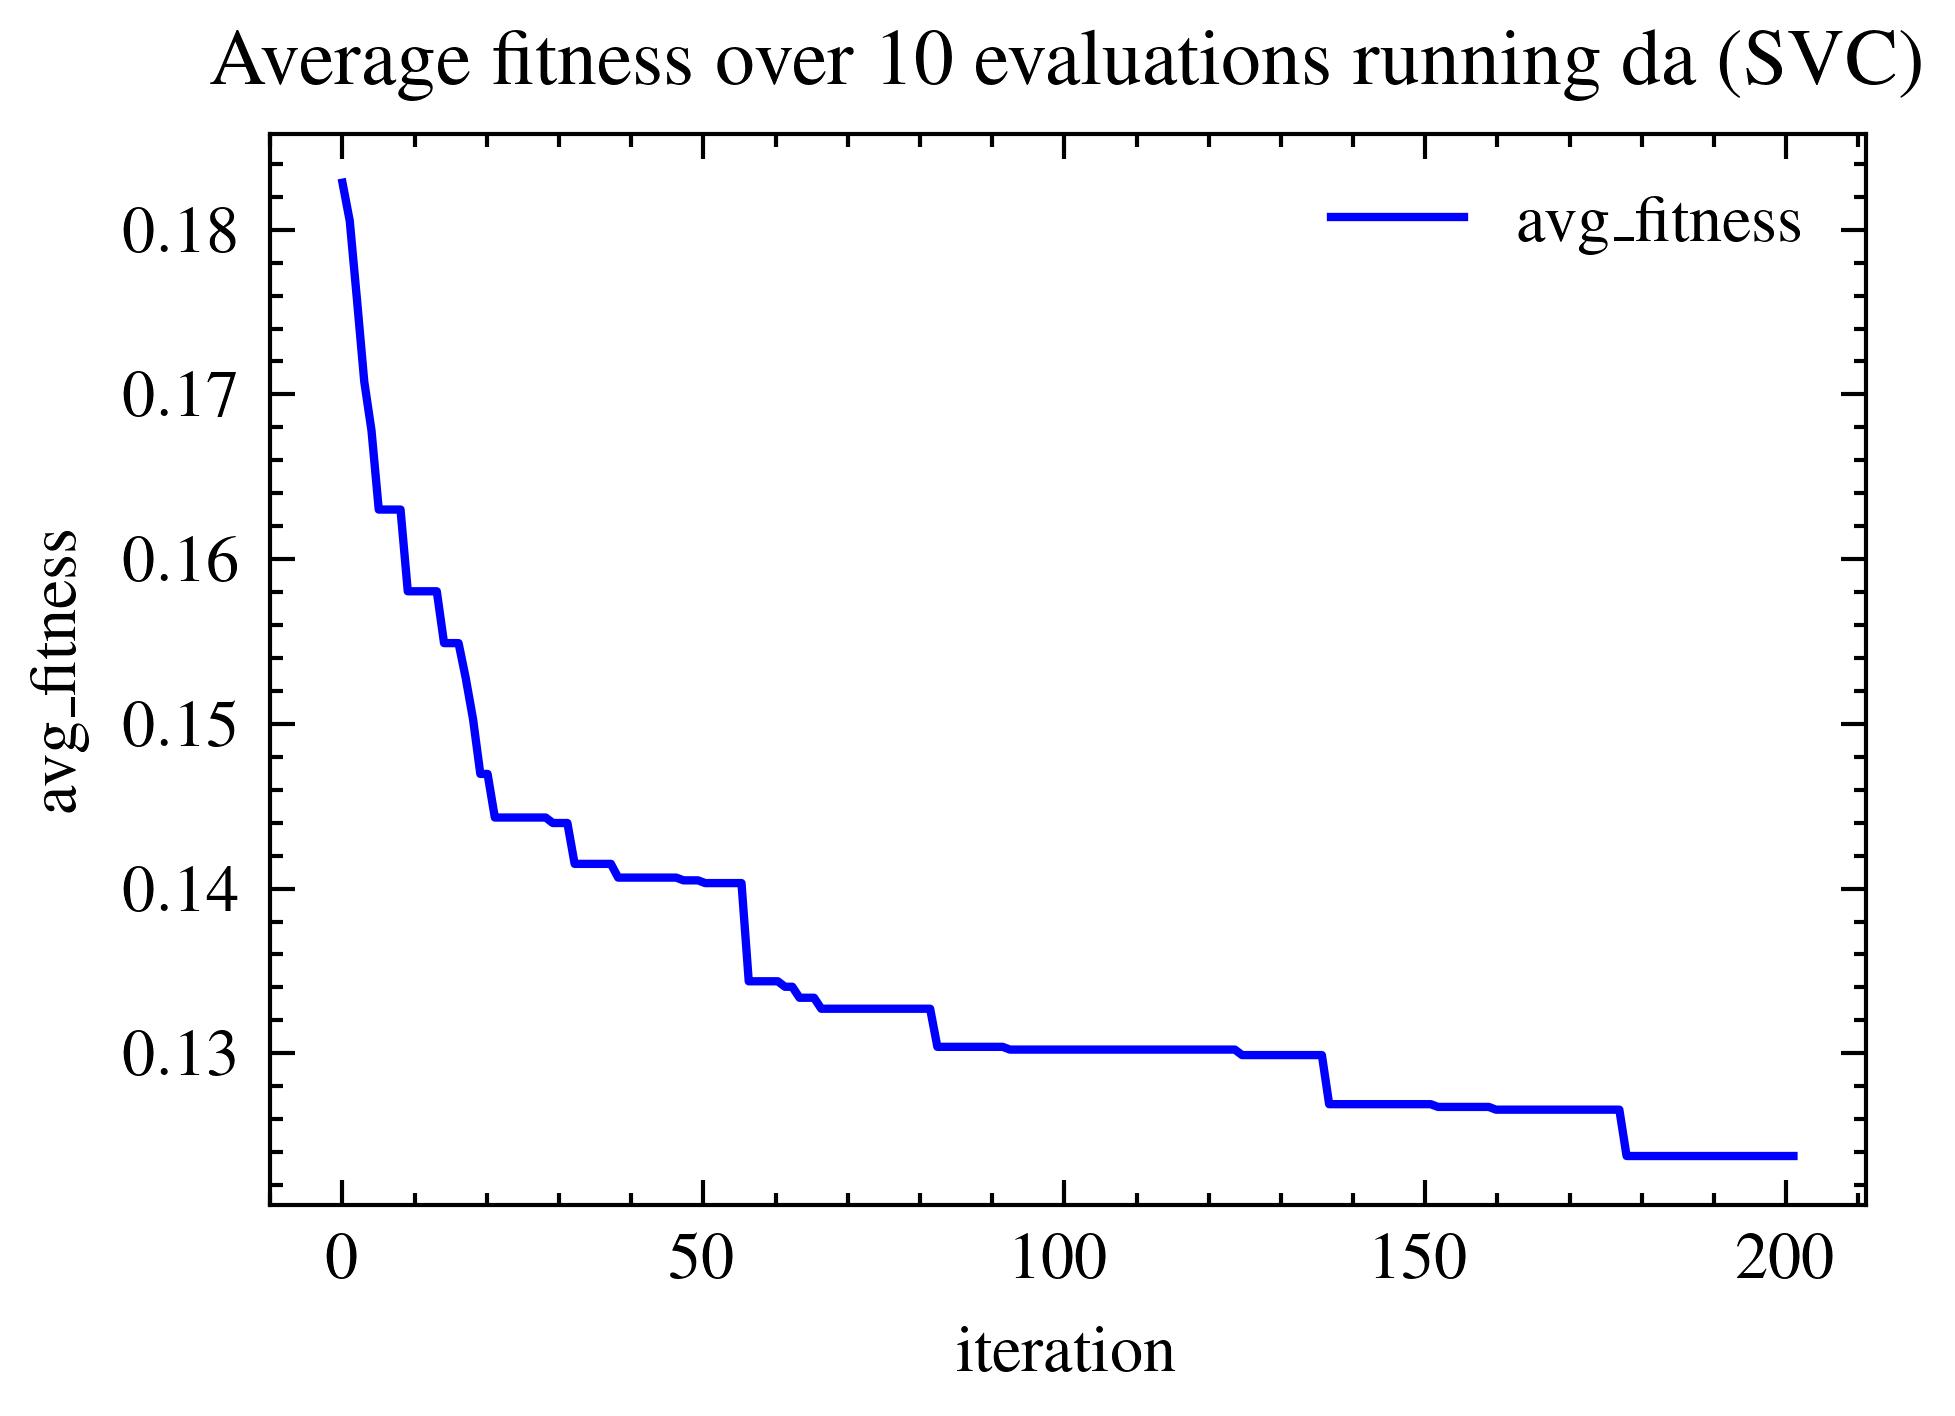 Average fitness over 10 evaluations running da (SVC)
avg_fitness
0.18
0.17
0.16
0.15
0.14
0.13
avg_fitness
0 50 100 150 200
iteration